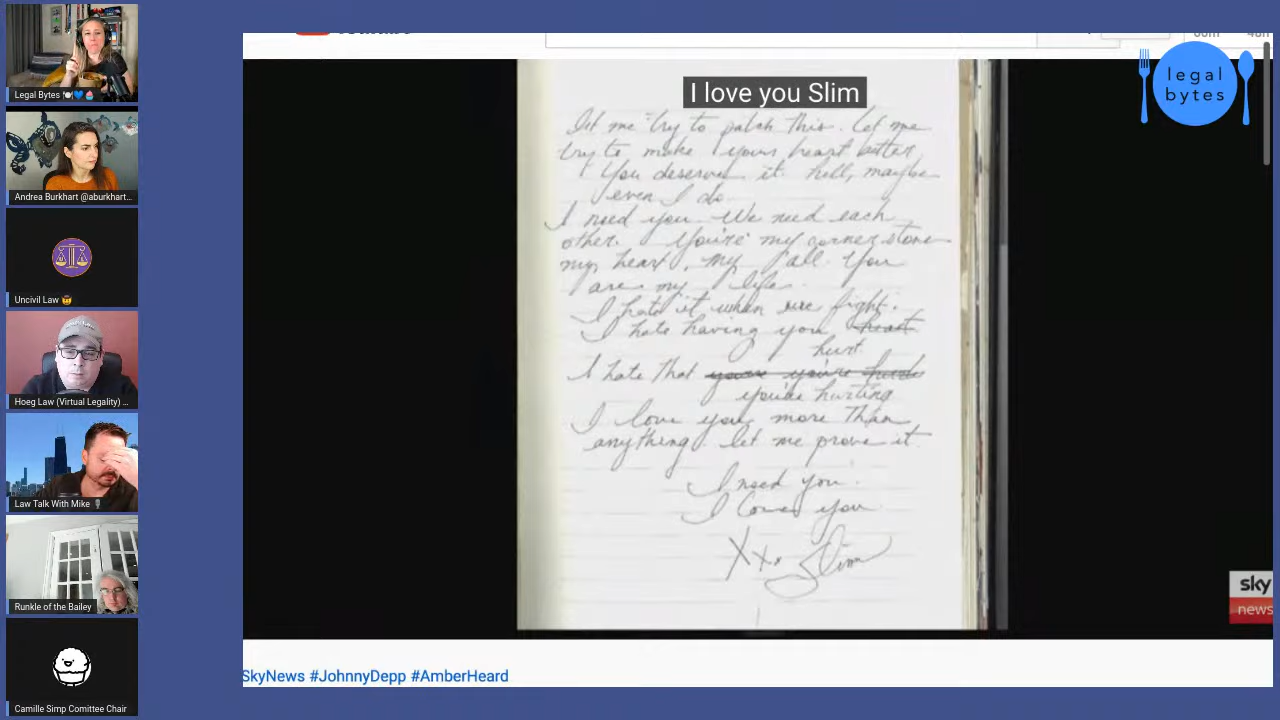 I love you Slim
legal
bytes
let me try to patch this. Let me
try to make your heart better
You deserve it. hell, maybe
even I do
I need you. We need each
other. You're my cornerstone
my heart, my all. You
are my life.
I hate it when we fight.
I hate having you heart
hurt.
I hate that
you're hurting
I love you more than
anything. let me prove it.
I need you.
I love you
Xxx Slim
sky
news
SkyNews #JohnnyDepp #AmberHeard
Legal Bytes 🍽️💙🧁
Andrea Burkhart @aburkhart...
Uncivil Law 🤠
Hoeg Law (Virtual Legality) ...
Law Talk With Mike 🎙️
Runkle of the Bailey
Camille Simp Comittee Chair